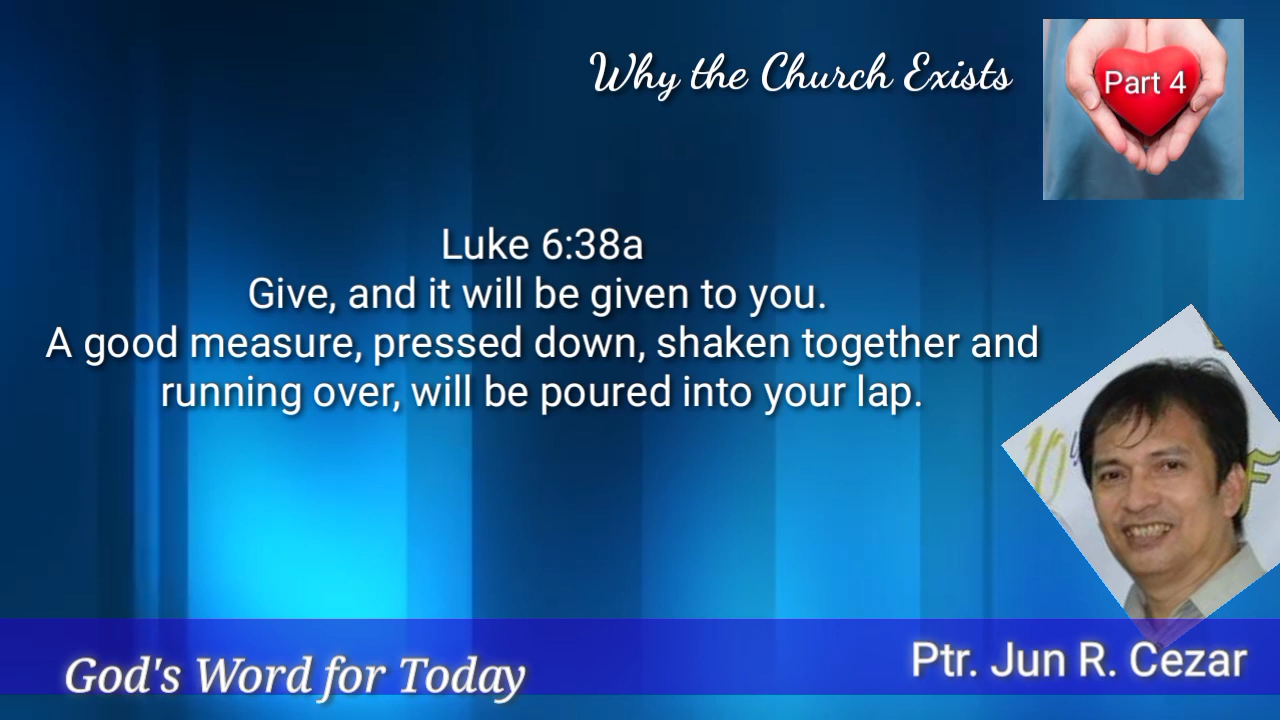 Why the Church Exists
Part 4
Luke 6:38a
Give, and it will be given to you.
A good measure, pressed down, shaken together and
running over, will be poured into your lap.
10
God's Word for Today
Ptr. Jun R. Cezar